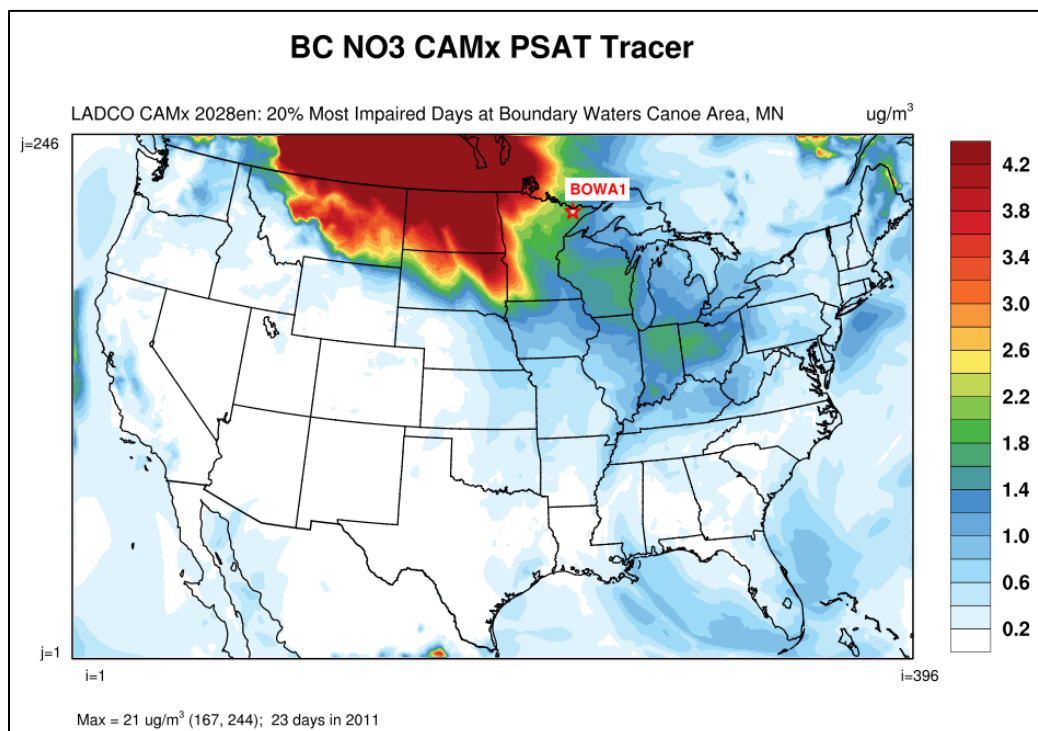 BC NO3 CAMx PSAT Tracer
LADCO CAMx 2028en: 20% Most Impaired Days at Boundary Waters Canoe Area, MN ug/m³
j=246
BOWA1
4.2
3.8
3.4
3.0
2.6
2.2
1.8
1.4
1.0
0.6
0.2
j=1
i=1 i=396
Max = 21 ug/m³ (167, 244); 23 days in 2011